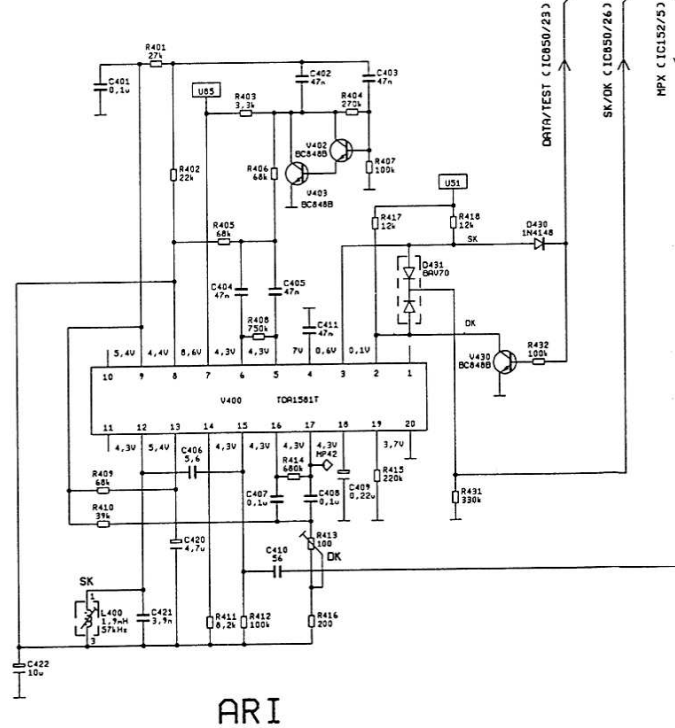 DATA/TEST (IC850/23)
SK/DK (IC850/26)
MPX (IC152/5)
R401
27k
C401
0,1u
C402
47n
C403
47n
U85
R403
3,3k
R404
270k
V402
BC848B
R407
100k
R402
22k
R406
68k
V403
BC848B
U51
R417
12k
R418
12k
SK
D430
1N4148
R405
68k
D431
BAV70
C404
47n
C405
47n
R408
750k
C411
47n
DK
V430
BC848B
R432
100k
5,4V 4,4V 8,6V 4,3V 4,3V 7V 0,6V 0,1V
10 9 8 7 6 5 4 3 2 1
V400 TDA1581T
11 12 13 14 15 16 17 18 19 20
4,3V 5,4V 4,3V 4,3V 4,3V 4,3V 3,7V
MP42
C406
5,6
R414
680k
R409
68k
C407
0,1u
C408
0,1u
C409
0,22u
R415
220k
R431
330k
R410
39k
C420
4,7u
R413
100
DK
C410
56
SK
1
L400
1,9mH
57kHz
3
C421
3,9n
R411
8,2k
R412
100k
R416
200
C422
10u
ARI